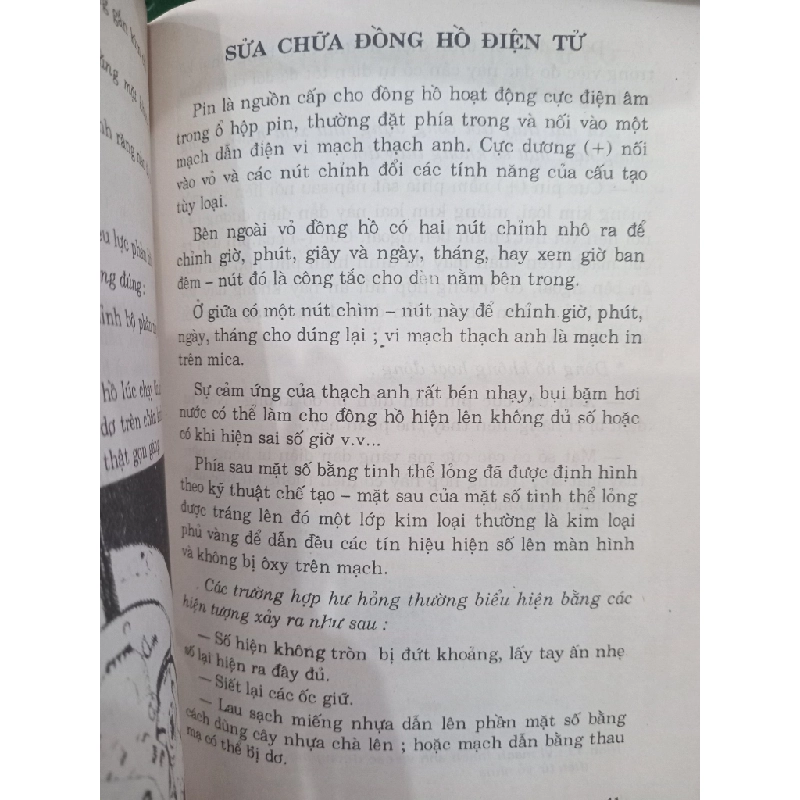 SỬA CHỮA ĐỒNG HỒ ĐIỆN TỬ
Pin là nguồn cấp cho đồng hồ hoạt động cực điện âm
trong ổ hộp pin, thường đặt phía trong và nối vào một
mạch dẫn điện vi mạch thạch anh. Cực dương (+) nối
vào vỏ và các nút chỉnh đổi các tính năng của cấu tạo
tùy loại.
Bên ngoài vỏ đồng hồ có hai nút chỉnh nhô ra để
chỉnh giờ, phút, giây và ngày, tháng, hay xem giờ ban
đêm – nút đó là công tắc cho dèn nằm bên trong.
Ở giữa có một nút chìm – nút này để chỉnh giờ, phút,
ngày, tháng cho dúng lại ; vi mạch thạch anh là mạch in
trên mica.
Sự cảm ứng của thạch anh rất bén nhạy, bụi bặm hơi
nước có thể làm cho đồng hồ hiện lên không dủ số hoặc
có khi hiện sai số giờ v.v...
Phía sau mặt số bằng tinh thể lỏng đã được định hình
theo kỹ thuật chế tạo – mặt sau của mặt số tinh thể lỏng
được tráng lên đó một lớp kim loại thường là kim loại
phủ vàng để dẫn đều các tín hiệu hiện số lên màn hình
và không bị ôxy trên mạch.
Các trường hợp hư hỏng thường biểu hiện bằng các
hiện tượng xảy ra như sau :
– Số hiện không tròn bị đứt khoảng, lấy tay ấn nhẹ
số lại hiện ra đây đủ.
– Siết lại các ốc giữ.
– Lau sạch miếng nhựa dẫn lên phần mặt số bằng
cách dùng cây nhựa chà lên ; hoặc mạch dẫn bằng thau
mạ có thể bị dơ.